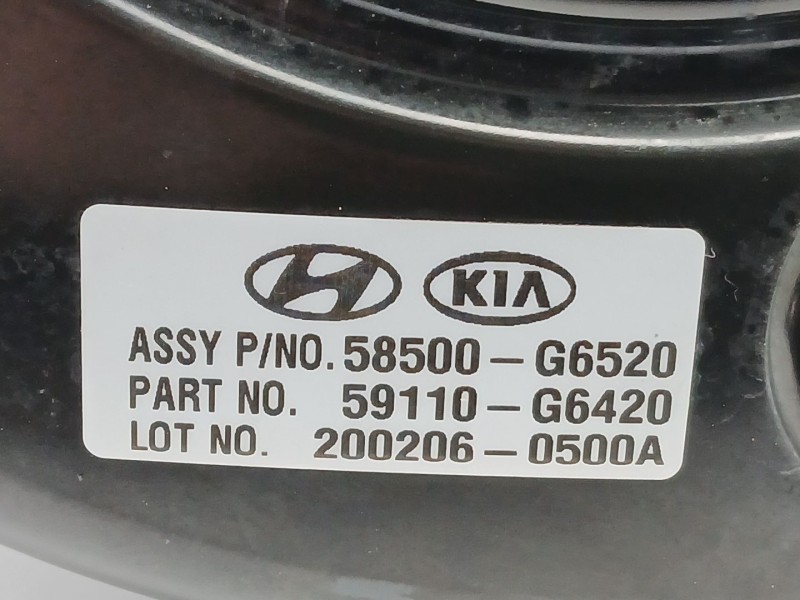 KIA
ASSY P/NO. 58500-G6520
PART NO. 59110-G6420
LOT NO. 200206-0500A